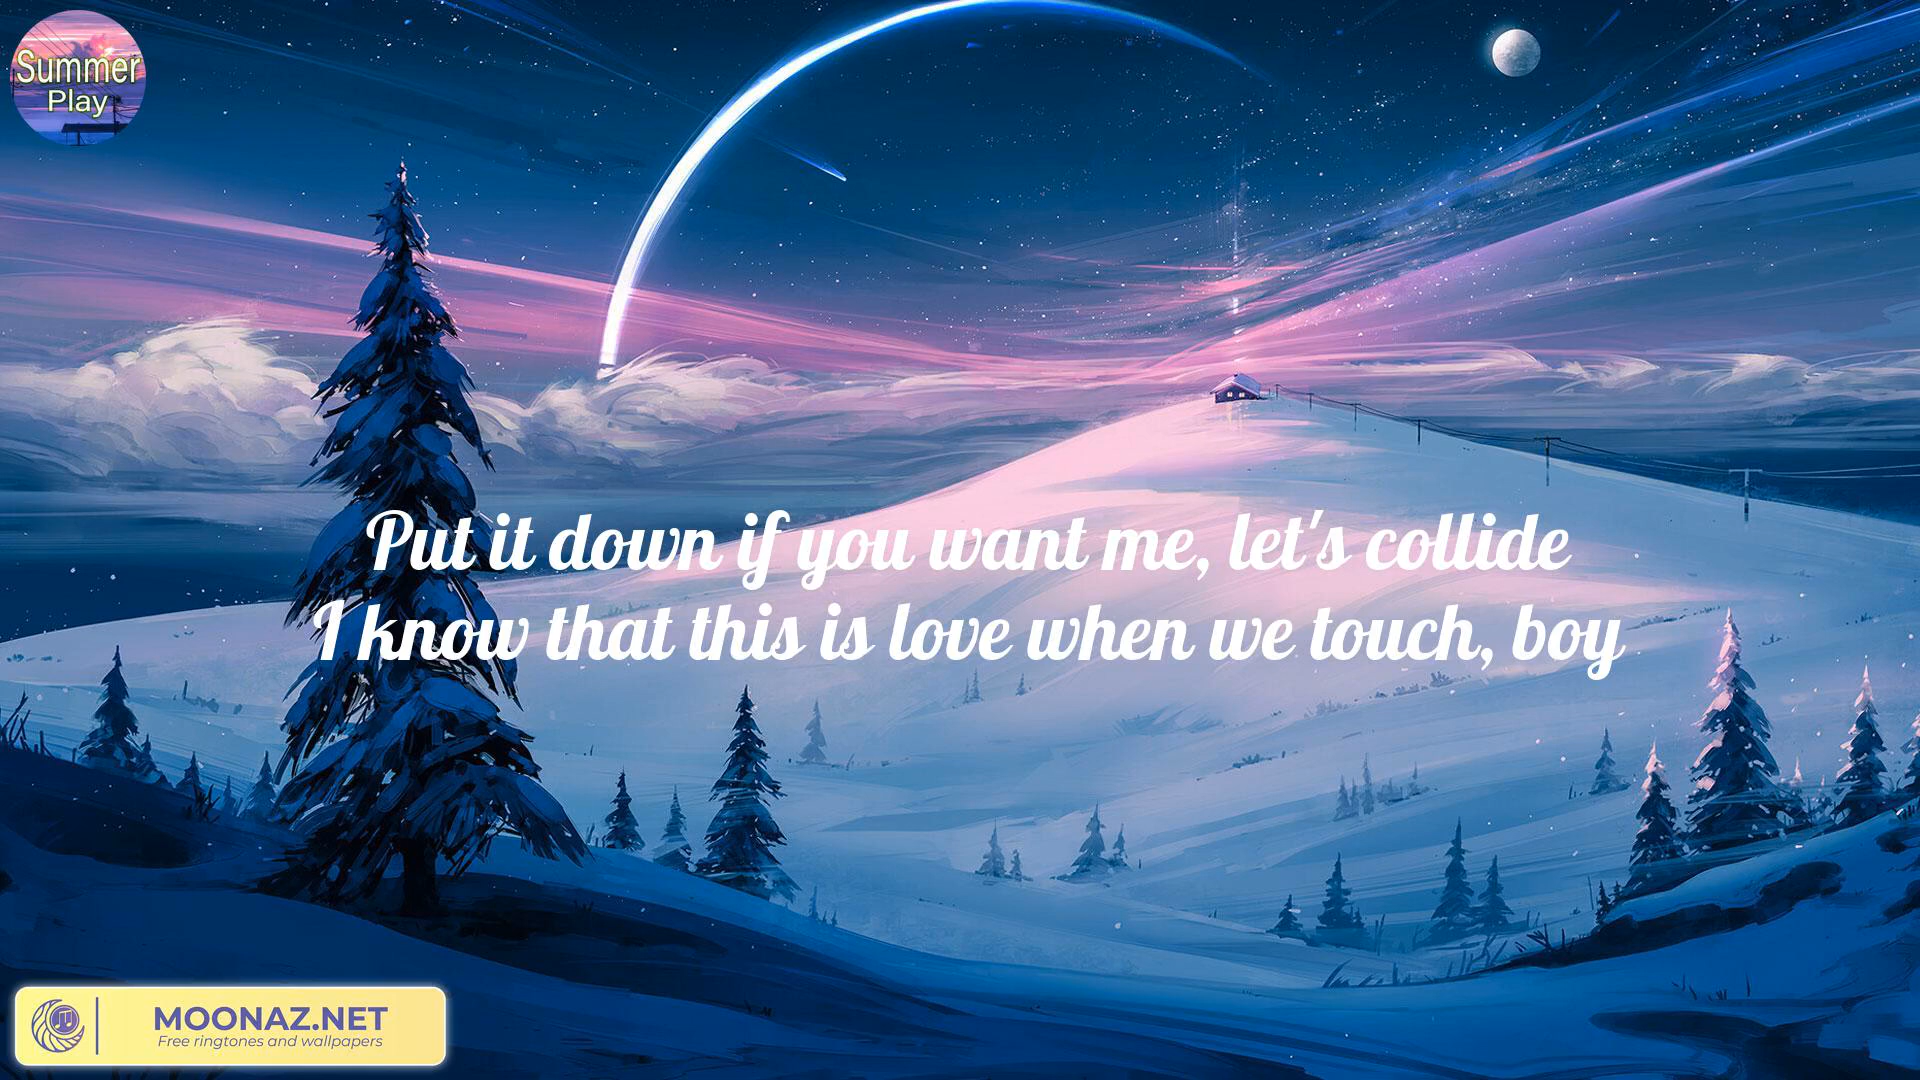 Summer
Play
Put it down if you want me, let's collide
I know that this is love when we touch, boy
MOONAZ.NET
Free ringtones and wallpapers